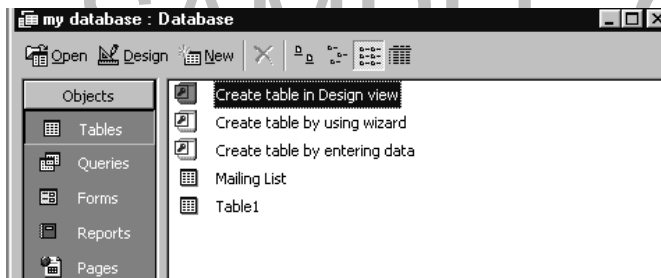 my database : Database
Open Design New
Objects
Tables
Queries
Forms
Reports
Pages
Create table in Design view
Create table by using wizard
Create table by entering data
Mailing List
Table1